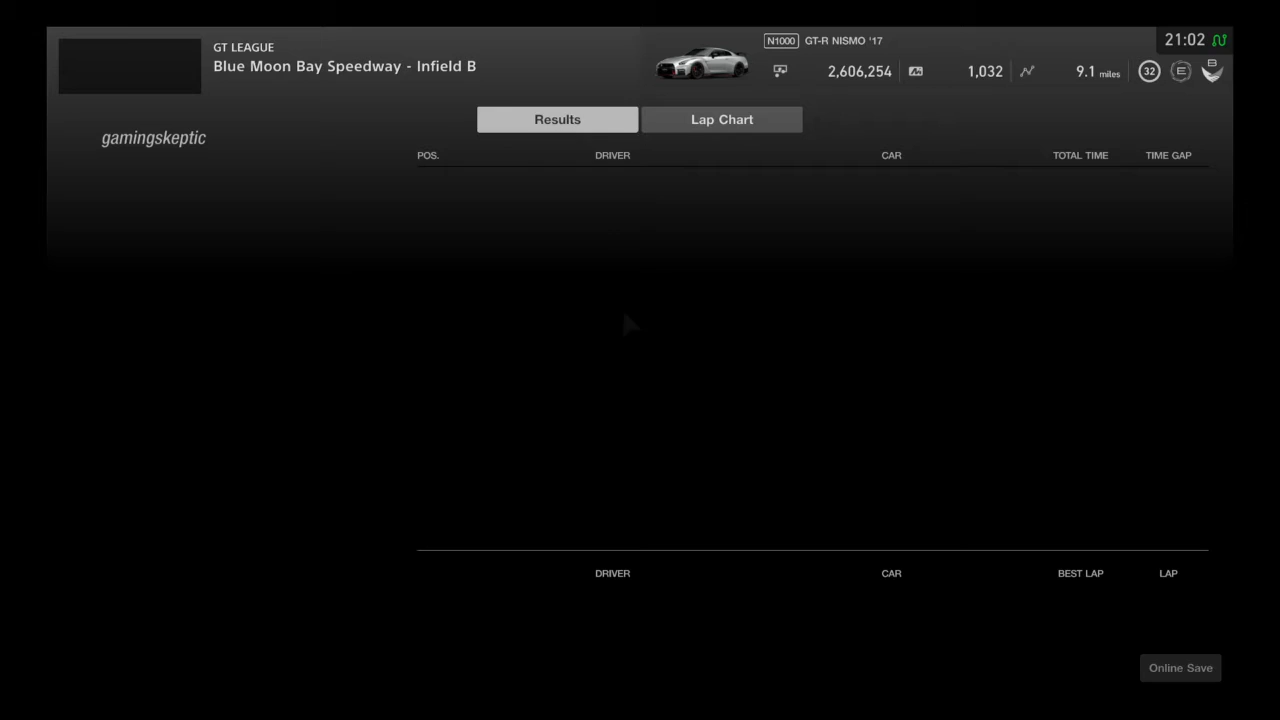 GT LEAGUE
Blue Moon Bay Speedway - Infield B
N1000 GT-R NISMO '17
2,606,254 1,032 9.1 miles 32 E B
21:02
gamingskeptic
Results Lap Chart
POS. DRIVER CAR TOTAL TIME TIME GAP
DRIVER CAR BEST LAP LAP
Online Save